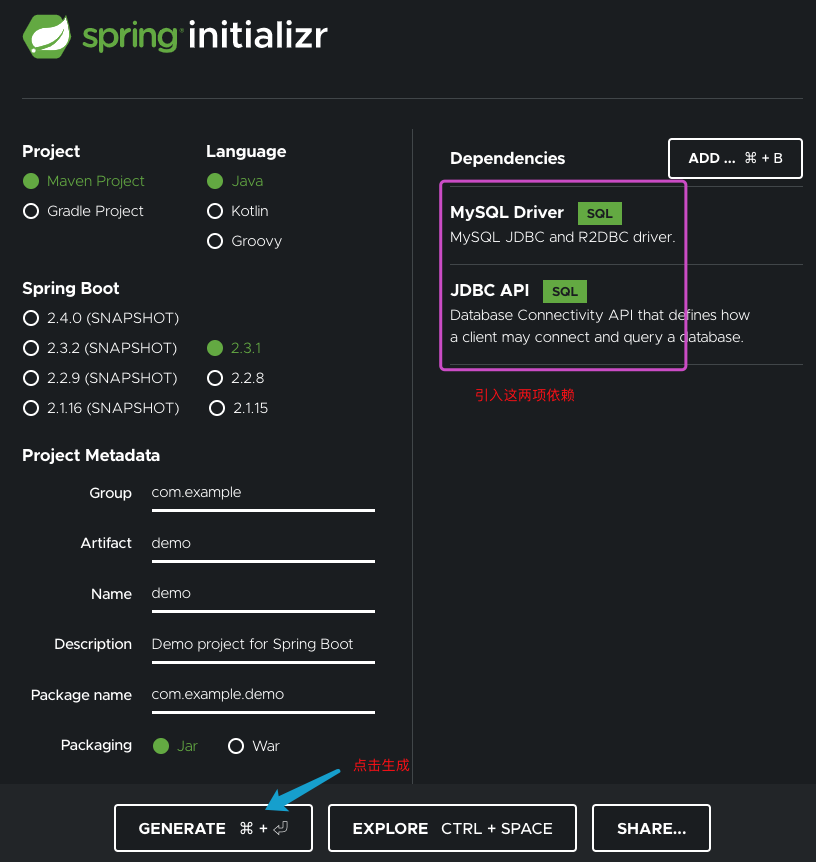 spring initializr
Project
Maven Project
Gradle Project
Language
Java
Kotlin
Groovy
Spring Boot
2.4.0 (SNAPSHOT)
2.3.2 (SNAPSHOT) 2.3.1
2.2.9 (SNAPSHOT) 2.2.8
2.1.16 (SNAPSHOT) 2.1.15
Project Metadata
Group com.example
Artifact demo
Name demo
Description Demo project for Spring Boot
Package name com.example.demo
Packaging Jar War
Dependencies ADD ... ⌘ + B
MySQL Driver SQL
MySQL JDBC and R2DBC driver.
JDBC API SQL
Database Connectivity API that defines how
a client may connect and query a database.
引入这两项依赖
点击生成
GENERATE ⌘ + ⏎ EXPLORE CTRL + SPACE SHARE...